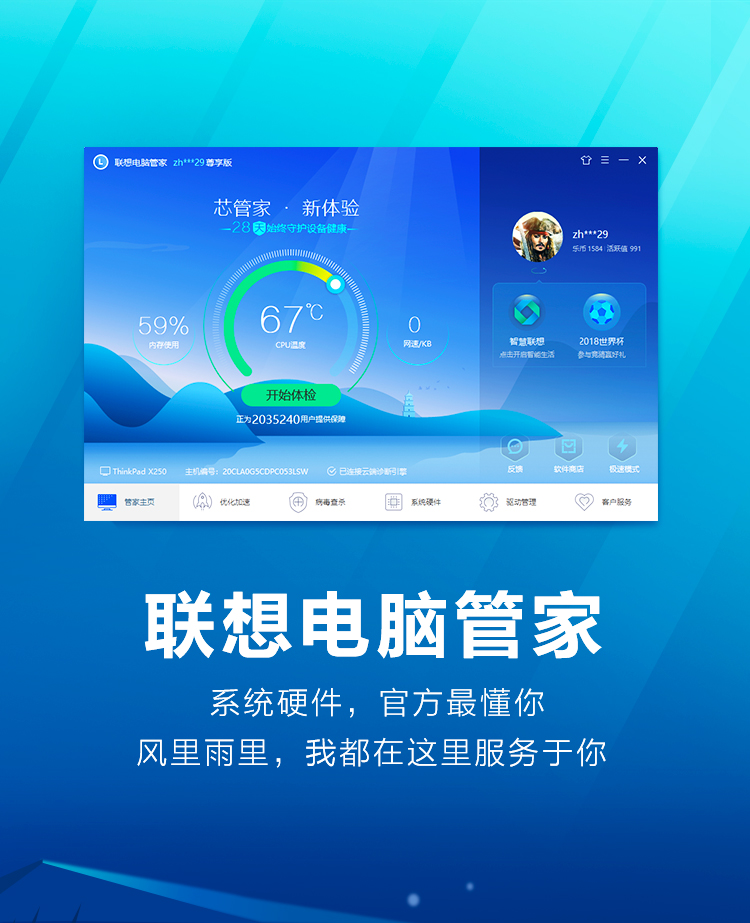 联想电脑管家 zh***29 尊享版
芯管家 · 新体验
28天始终守护设备健康
59%
内存使用
67℃
CPU温度
0
网速/KB
开始体检
正为2035240用户提供保障
zh***29
乐币 1584 | 活跃值 991
智慧联想
点击开启智能生活
2018世界杯
参与竞猜赢好礼
反馈
软件商店
极速模式
ThinkPad X250 主机编号：20CLA0G5CDPC053LSW 已连接云端诊断引擎
管家主页 优化加速 病毒查杀 系统硬件 驱动管理 客户服务
联想电脑管家
系统硬件，官方最懂你
风里雨里，我都在这里服务于你